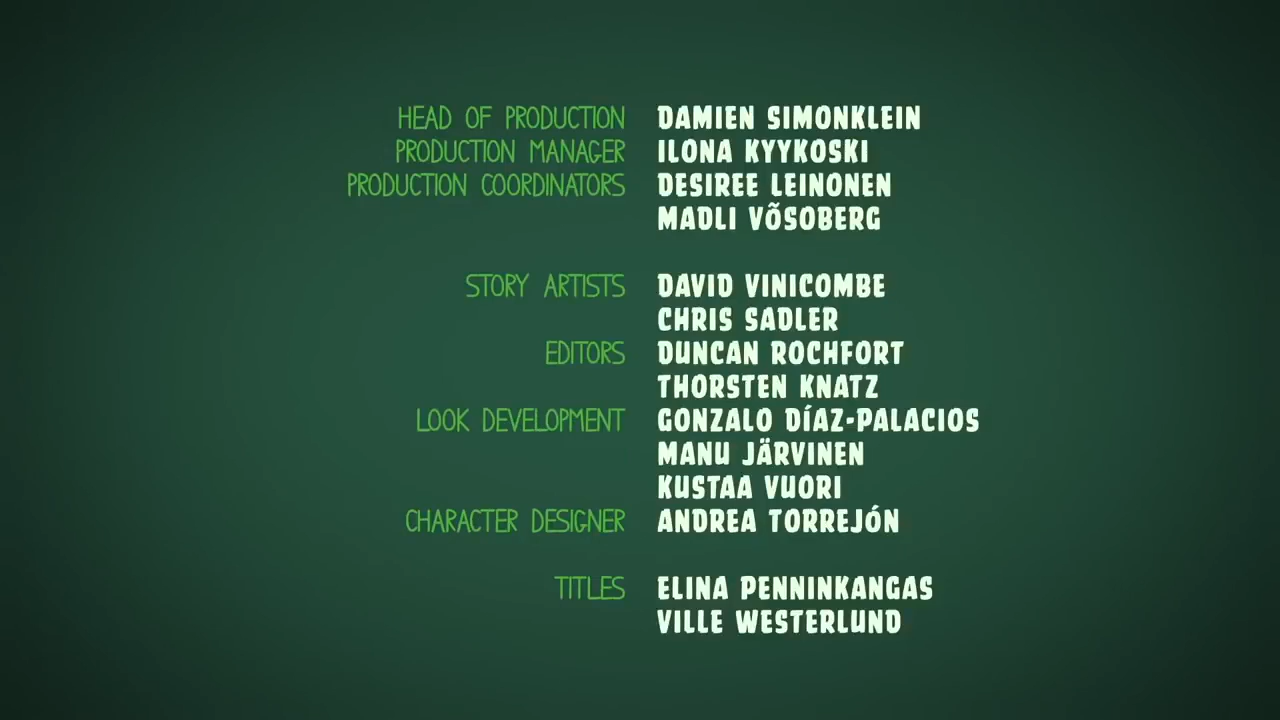 HEAD OF PRODUCTION DAMIEN SIMONKLEIN
PRODUCTION MANAGER ILONA KYYKOSKI
PRODUCTION COORDINATORS DESIREE LEINONEN
MADLI VÕSOBERG
STORY ARTISTS DAVID VINICOMBE
CHRIS SADLER
EDITORS DUNCAN ROCHFORT
THORSTEN KNATZ
LOOK DEVELOPMENT GONZALO DÍAZ-PALACIOS
MANU JÄRVINEN
KUSTAA VUORI
CHARACTER DESIGNER ANDREA TORREJÓN
TITLES ELINA PENNINKANGAS
VILLE WESTERLUND